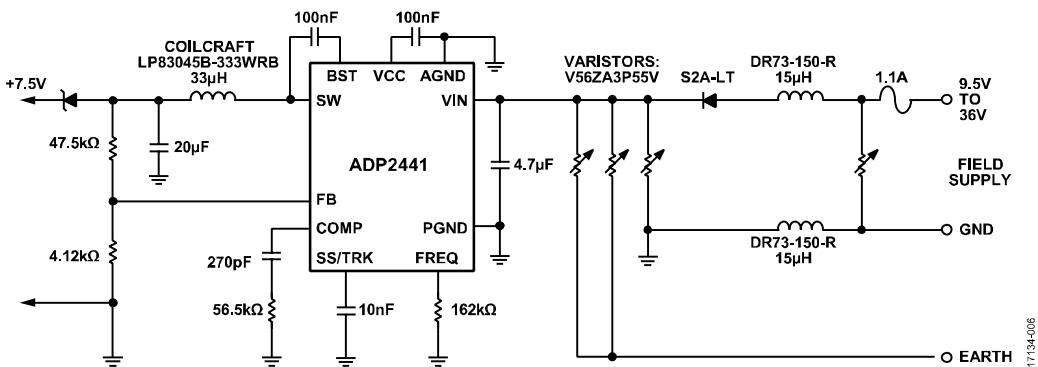 100nF
100nF
COILCRAFT
LP83045B-333WRB
33µH
VARISTORS:
V56ZA3P55V
S2A-LT
DR73-150-R
15µH
1.1A
+7.5V
BST
VCC
AGND
SW
VIN
9.5V
TO
36V
47.5kΩ
20µF
ADP2441
4.7µF
FIELD
SUPPLY
FB
COMP
PGND
GND
4.12kΩ
270pF
SS/TRK
FREQ
DR73-150-R
15µH
56.5kΩ
10nF
162kΩ
EARTH
17134-006